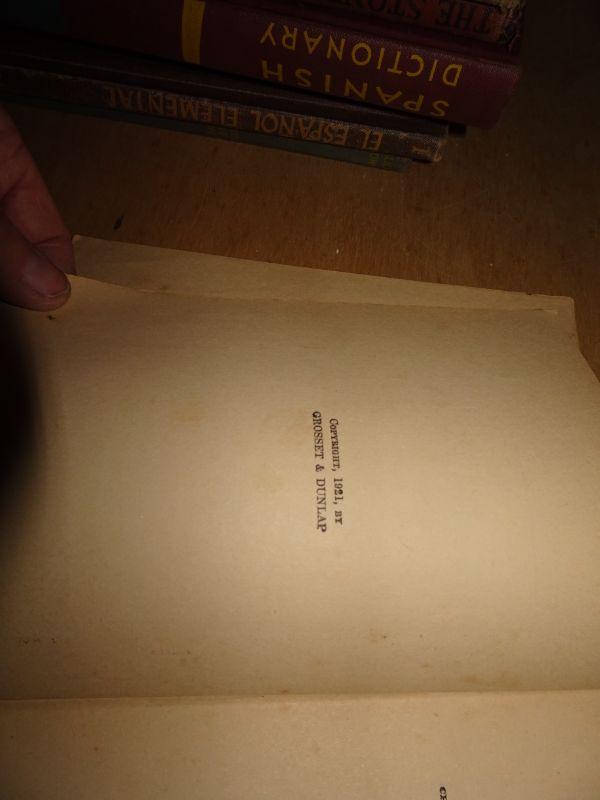 THE STO
SPANISH
DICTIONARY
EL ESPAÑOL ELEMENTAL
COPYRIGHT, 1921, BY
GROSSET & DUNLAP